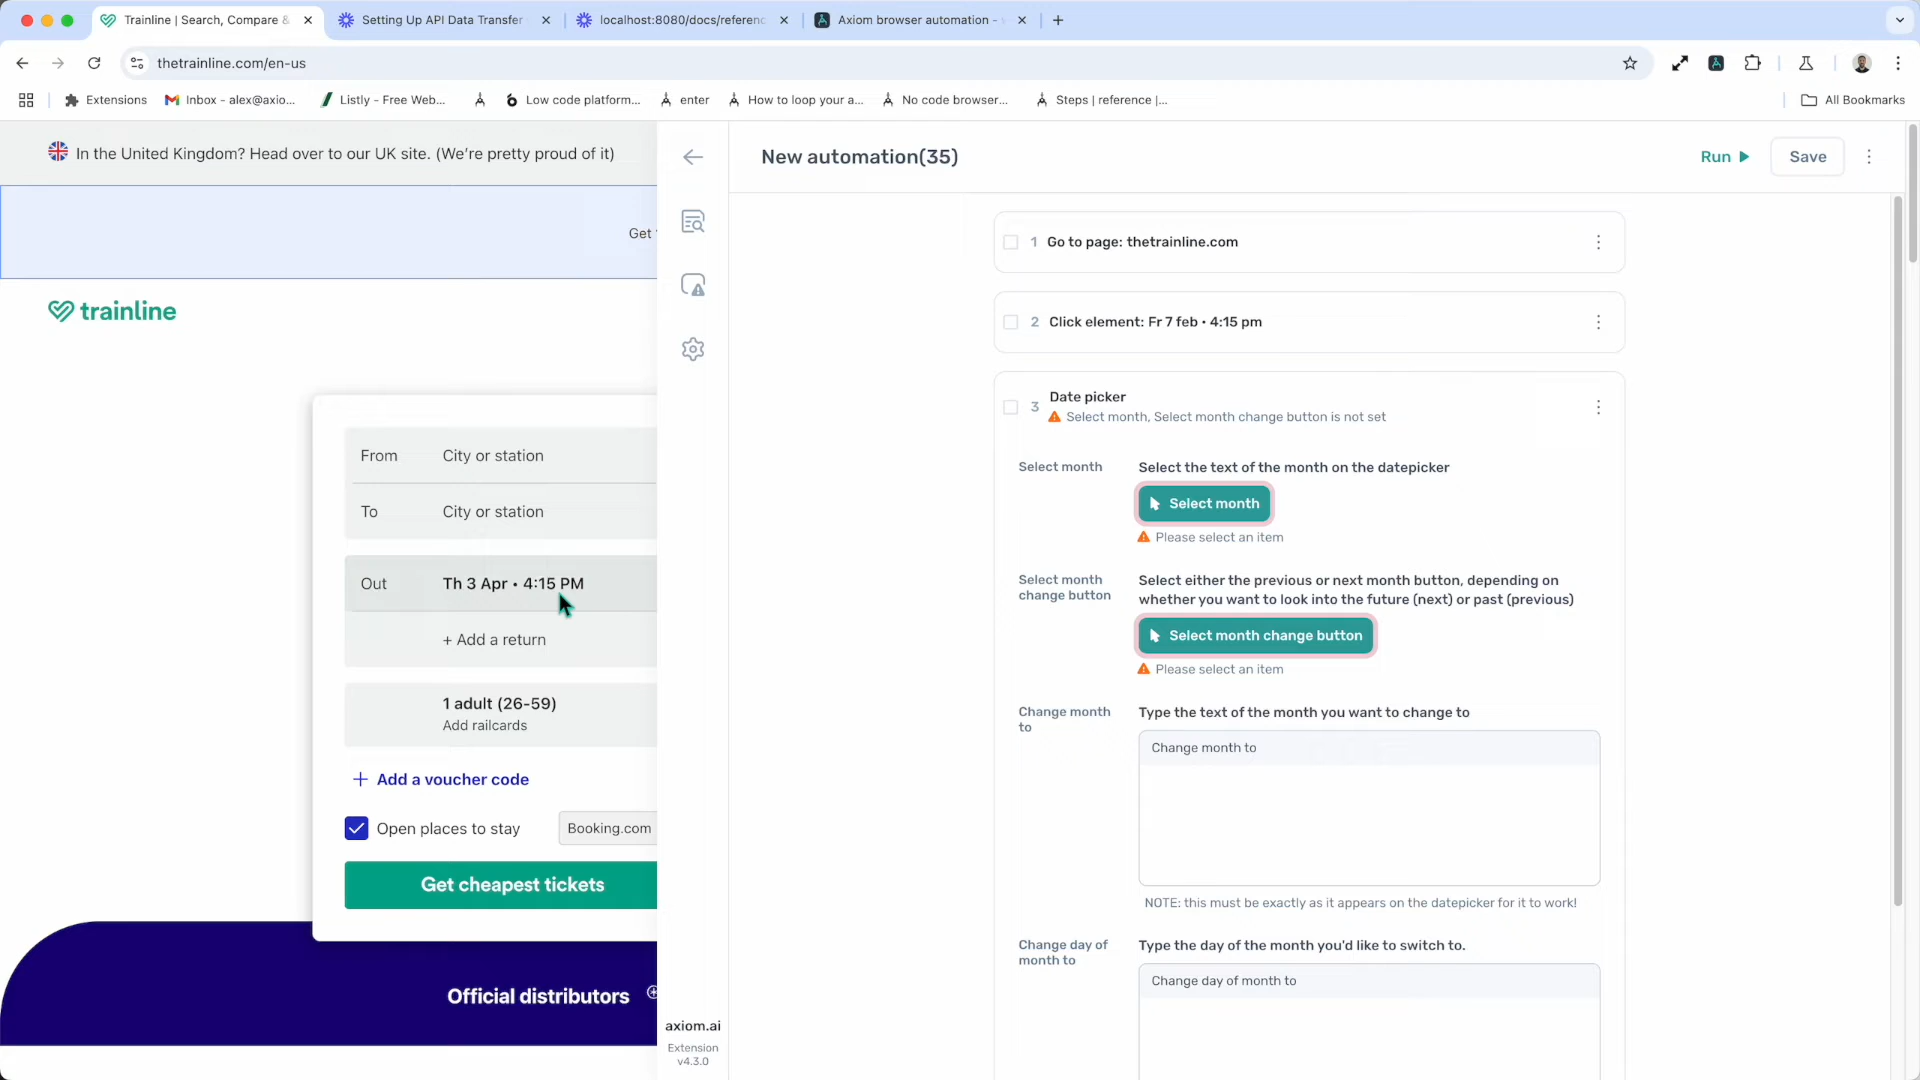 Trainline | Search, Compare &
Setting Up API Data Transfer
localhost:8080/docs/referenc
Axiom browser automation -
thetrainline.com/en-us
Extensions
Inbox - alex@axio...
Listly - Free Web...
Low code platform...
enter
How to loop your a...
No code browser...
Steps | reference |...
All Bookmarks
In the United Kingdom? Head over to our UK site. (We're pretty proud of it)
Get
trainline
From
City or station
To
City or station
Out
Th 3 Apr • 4:15 PM
+ Add a return
1 adult (26-59)
Add railcards
+ Add a voucher code
Open places to stay
Booking.com
Get cheapest tickets
Official distributors
axiom.ai
Extension
v4.3.0
New automation(35)
Run
Save
1 Go to page: thetrainline.com
2 Click element: Fr 7 feb • 4:15 pm
3 Date picker
Select month, Select month change button is not set
Select month
Select the text of the month on the datepicker
Select month
Please select an item
Select month
change button
Select either the previous or next month button, depending on
whether you want to look into the future (next) or past (previous)
Select month change button
Please select an item
Change month
to
Type the text of the month you want to change to
Change month to
NOTE: this must be exactly as it appears on the datepicker for it to work!
Change day of
month to
Type the day of the month you'd like to switch to.
Change day of month to